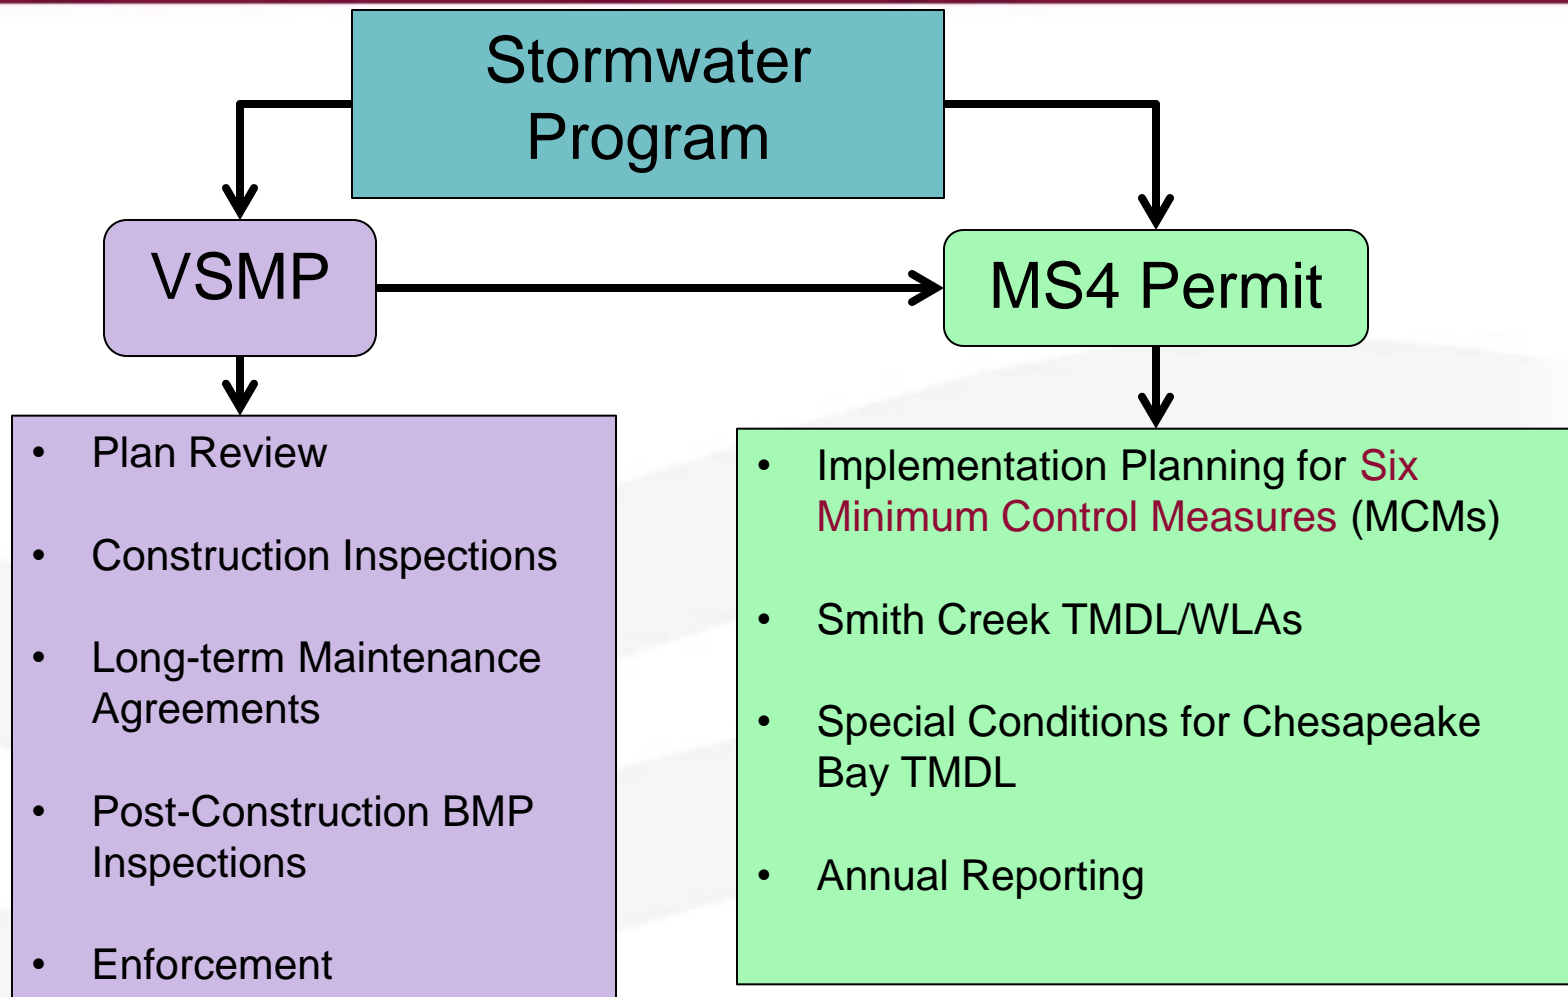 Stormwater
Program
VSMP
MS4 Permit
• Plan Review
• Construction Inspections
• Long-term Maintenance
Agreements
• Post-Construction BMP
Inspections
• Enforcement
• Implementation Planning for Six
Minimum Control Measures (MCMs)
• Smith Creek TMDL/WLAs
• Special Conditions for Chesapeake
Bay TMDL
• Annual Reporting